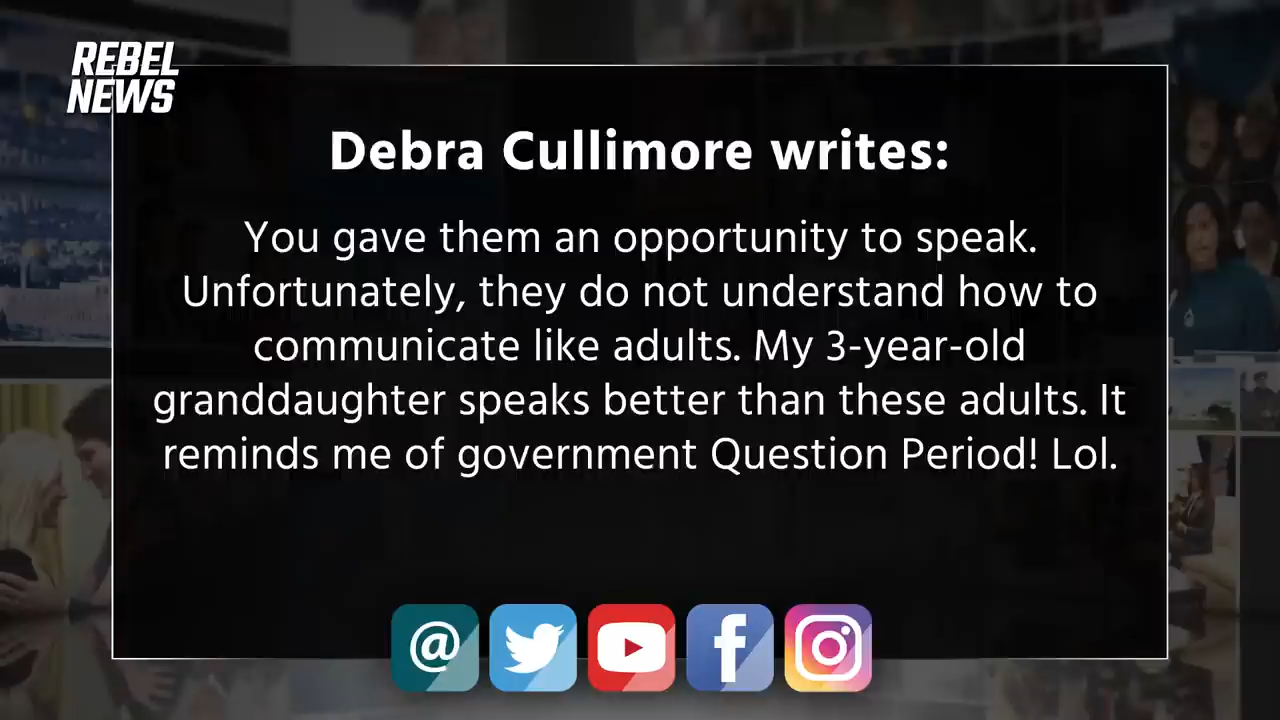 REBEL
NEWS
Debra Cullimore writes:
You gave them an opportunity to speak.
Unfortunately, they do not understand how to
communicate like adults. My 3-year-old
granddaughter speaks better than these adults. It
reminds me of government Question Period! Lol.
@
f